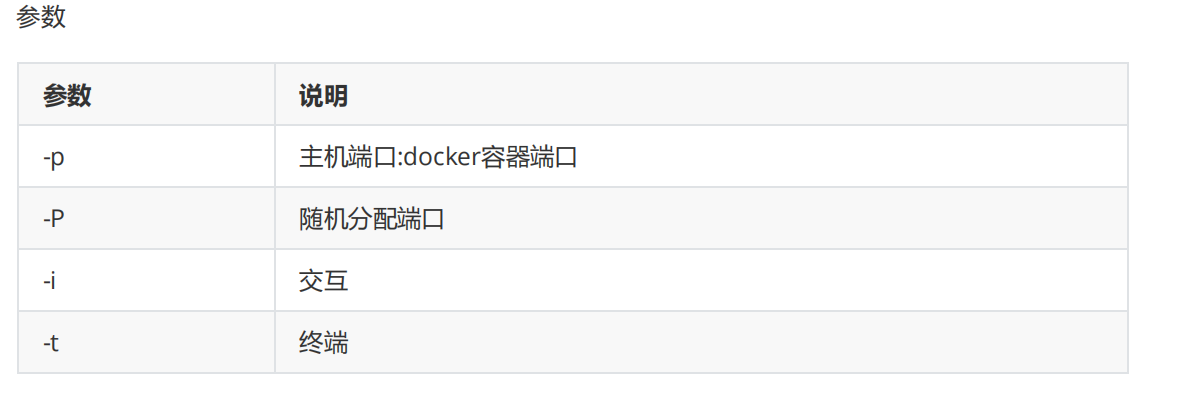 参数
参数 说明
-p 主机端口:docker容器端口
-P 随机分配端口
-i 交互
-t 终端